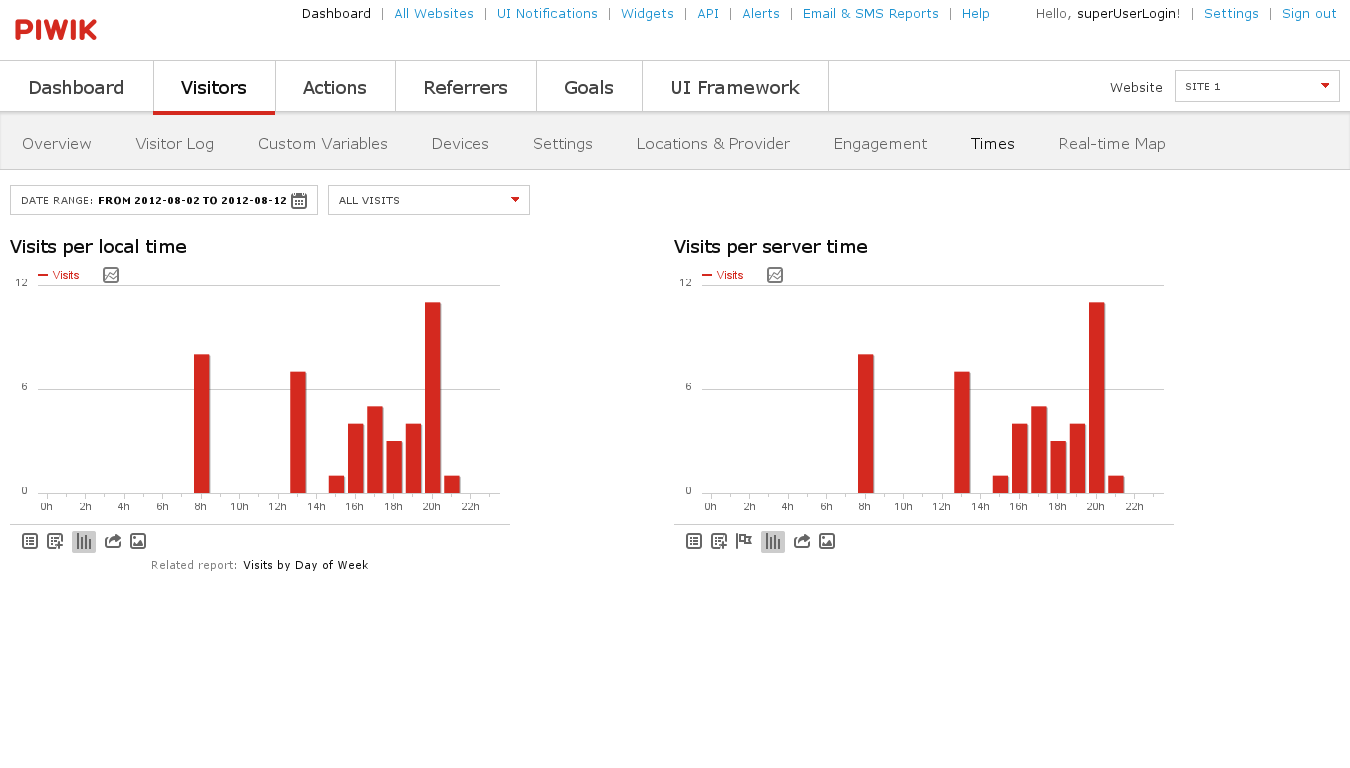 PIWIK
Dashboard | All Websites | UI Notifications | Widgets | API | Alerts | Email & SMS Reports | Help
Hello, superUserLogin! | Settings | Sign out
Dashboard Visitors Actions Referrers Goals UI Framework
Website SITE 1
Overview Visitor Log Custom Variables Devices Settings Locations & Provider Engagement Times Real-time Map
DATE RANGE: FROM 2012-08-02 TO 2012-08-12
ALL VISITS
Visits per local time
Visits
12
6
0
0h 2h 4h 6h 8h 10h 12h 14h 16h 18h 20h 22h
Related report: Visits by Day of Week
Visits per server time
Visits
12
6
0
0h 2h 4h 6h 8h 10h 12h 14h 16h 18h 20h 22h